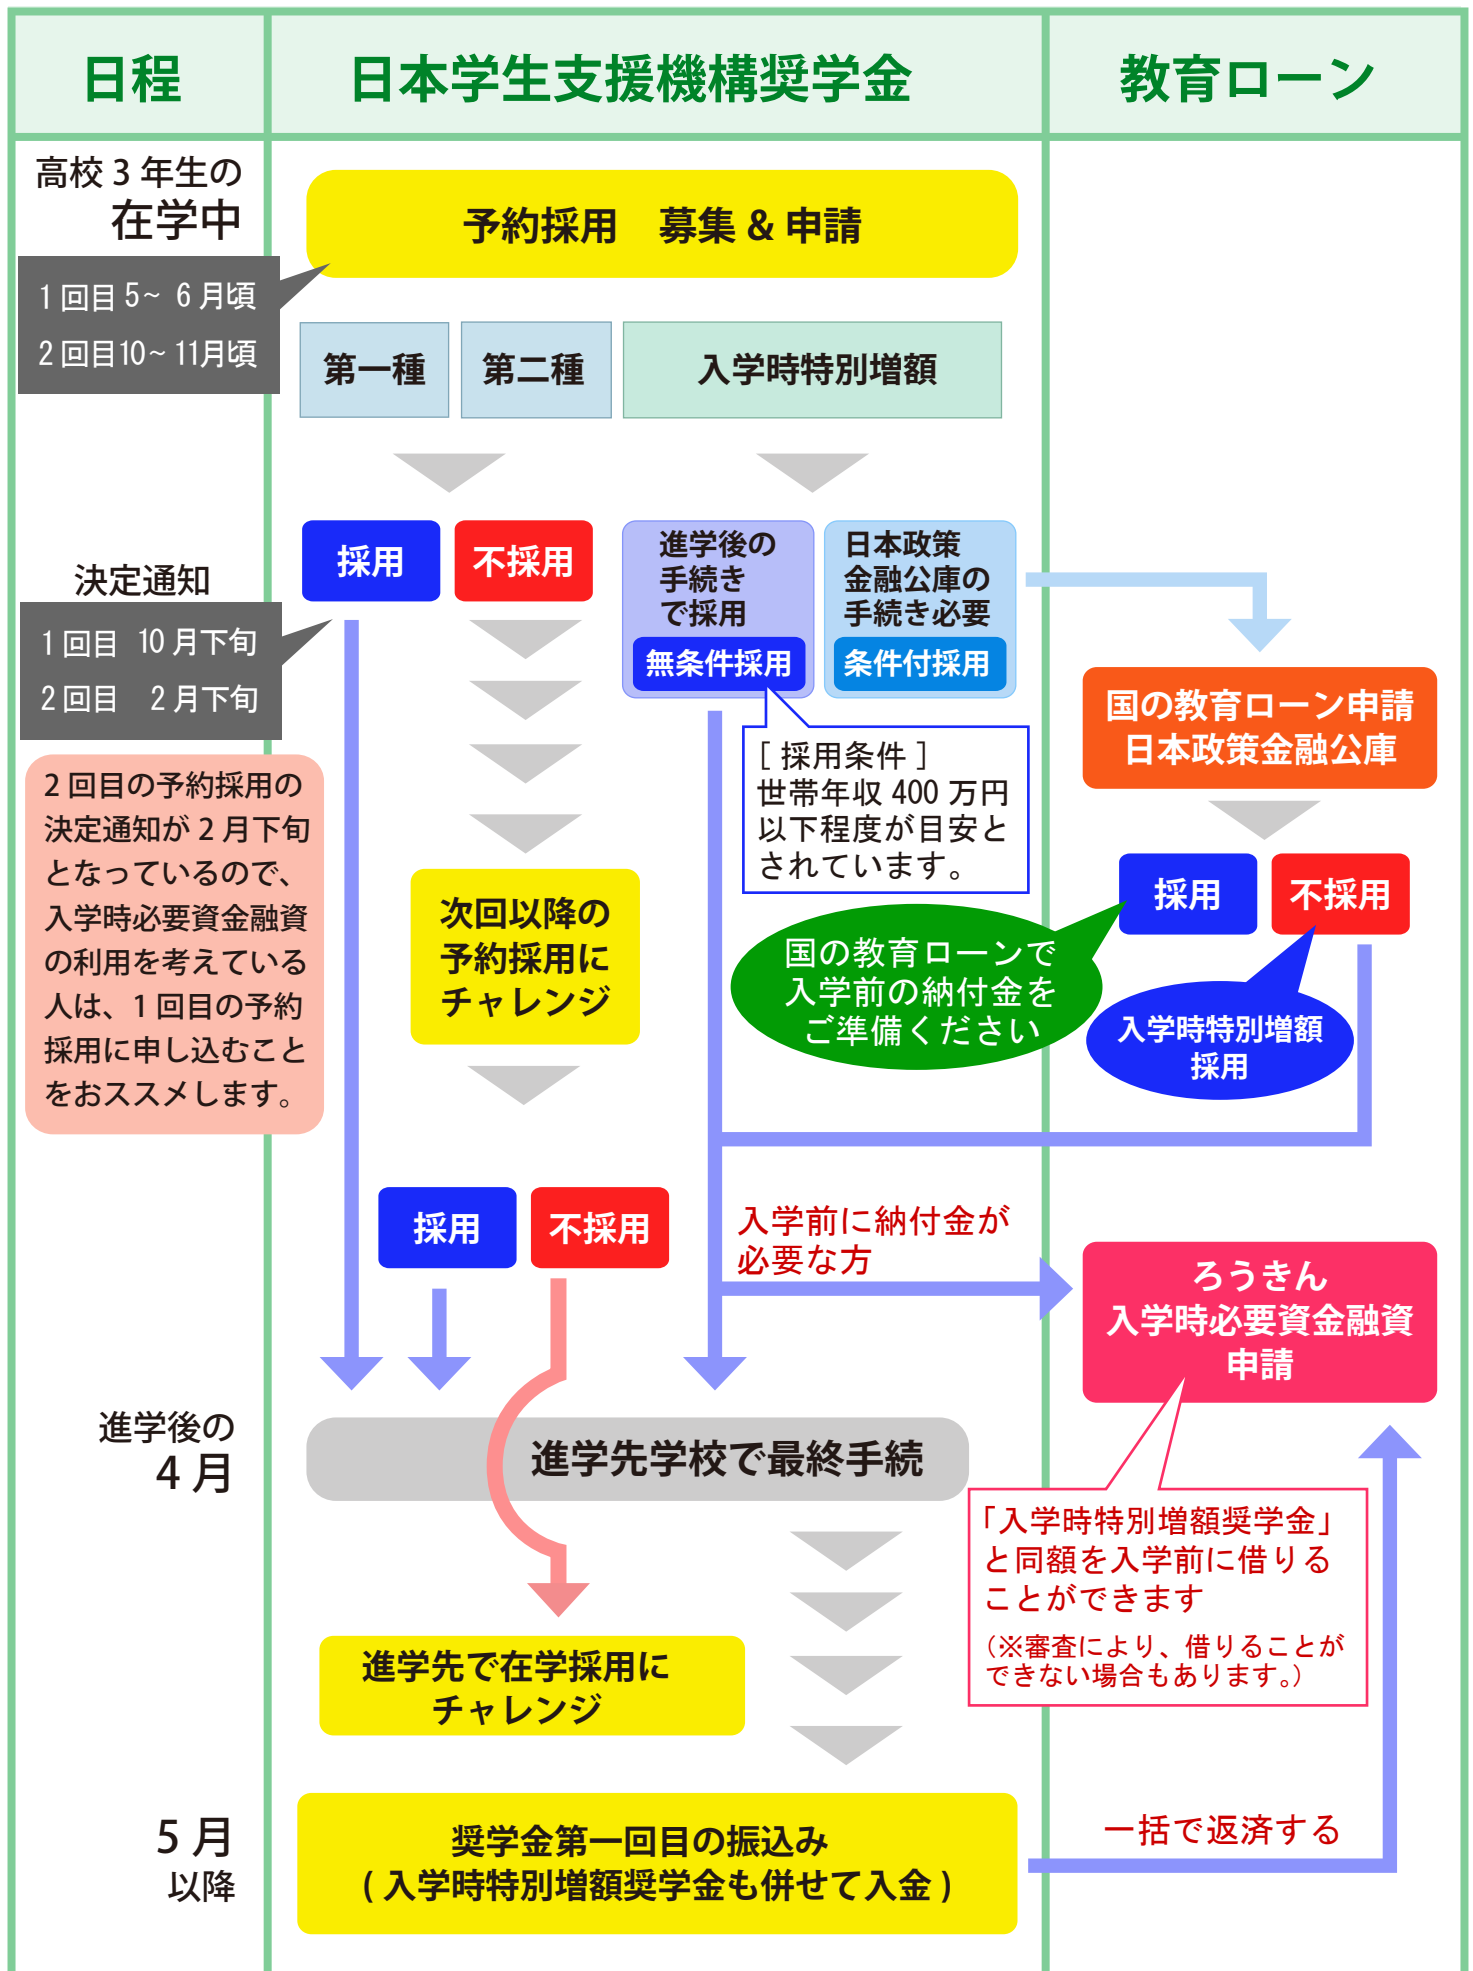 日程
日本学生支援機構奨学金
教育ローン
高校3年生の
在学中
1回目 5~ 6月頃
2回目10~11月頃
予約採用　募集&申請
第一種
第二種
入学時特別増額
決定通知
1回目 10月下旬
2回目 2月下旬
採用
不採用
進学後の
手続き
で採用
無条件採用
日本政策
金融公庫の
手続き必要
条件付採用
国の教育ローン申請
日本政策金融公庫
2回目の予約採用の
決定通知が2月下旬
となっているので、
入学時必要資金融資
の利用を考えている
人は、1回目の予約
採用に申し込むこと
をおススメします。
[ 採用条件 ]
世帯年収400万円
以下程度が目安と
されています。
次回以降の
予約採用に
チャレンジ
採用
不採用
国の教育ローンで
入学前の納付金を
ご準備ください
入学時特別増額
採用
採用
不採用
入学前に納付金が
必要な方
ろうきん
入学時必要資金融資
申請
進学後の
4月
進学先学校で最終手続
「入学時特別増額奨学金」
と同額を入学前に借りる
ことができます
(※審査により、借りることが
できない場合もあります。)
進学先で在学採用に
チャレンジ
5月
以降
奨学金第一回目の振込み
(入学時特別増額奨学金も併せて入金)
一括で返済する